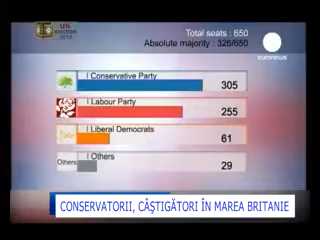 UK
ELECTION
2010
Total seats : 650
Absolute majority : 326/650
euronews
Conservative Party
305
Labour Party
255
Liberal Democrats
61
Others
Others
29
CONSERVATORII, CÂŞTIGĂTORI ÎN MAREA BRITANIE